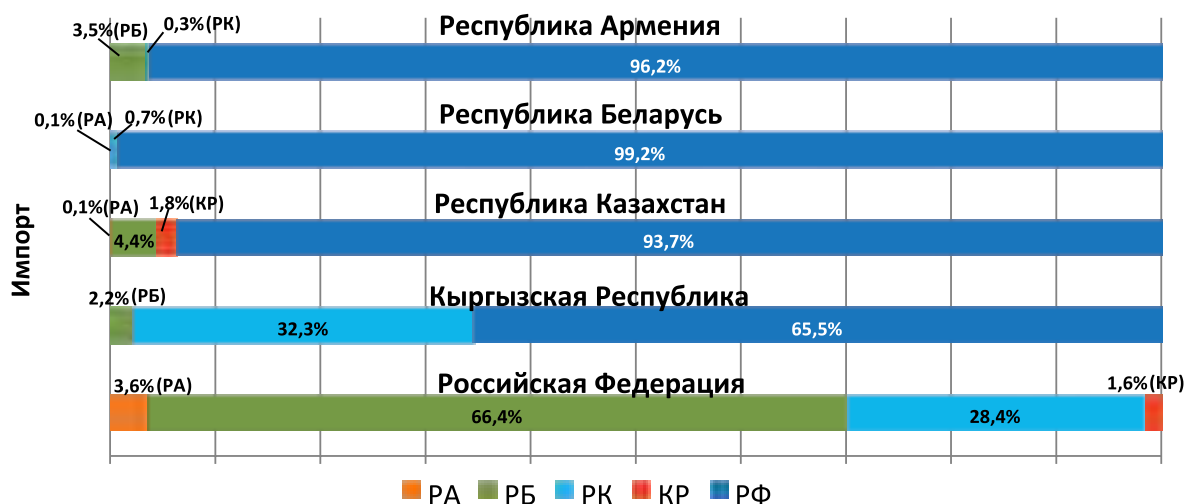 Республика Армения
3,5%(РБ) 0,3%(РК)
96,2%
Республика Беларусь
0,1%(РА) 0,7%(РК)
99,2%
Республика Казахстан
0,1%(РА) 1,8%(КР)
4,4% 93,7%
Импорт
Кыргызская Республика
2,2%(РБ)
32,3% 65,5%
Российская Федерация
3,6%(РА) 1,6%(КР)
66,4% 28,4%
РА РБ РК КР РФ